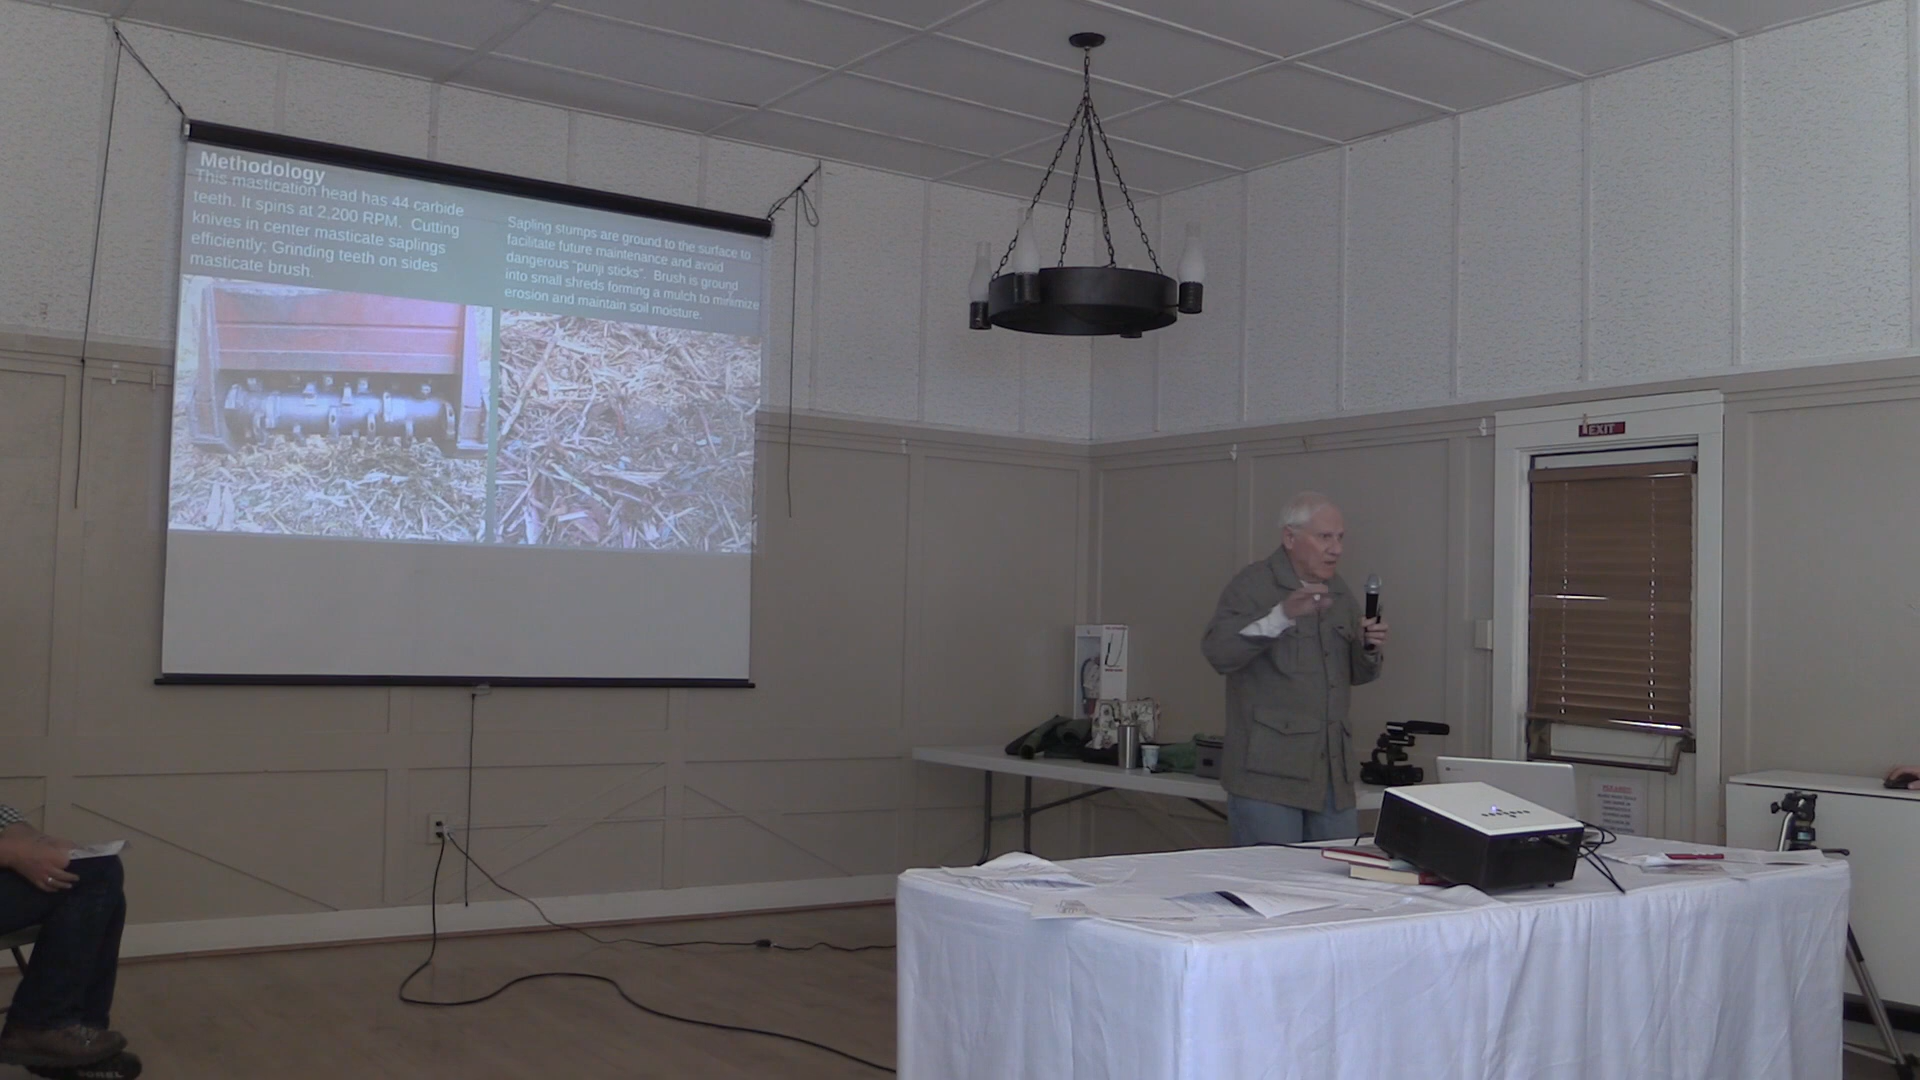 Methodology
This mastication head has 44 carbide
teeth. It spins at 2,200 RPM. Cutting
knives in center masticate saplings
efficiently; Grinding teeth on sides
masticate brush.
Sapling stumps are ground to the surface to
facilitate future maintenance and avoid
dangerous "punji sticks". Brush is ground
into small shreds forming a mulch to minimize
erosion and maintain soil moisture.
EXIT